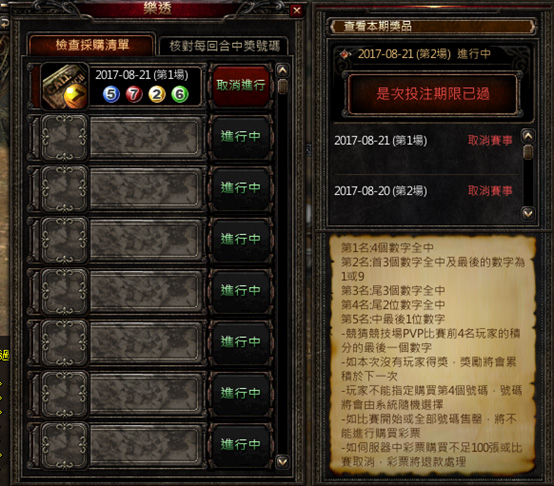 樂透
檢查採購清單
核對每回合中獎號碼
2017-08-21 (第1場)
5 7 2 6
取消進行
進行中
進行中
進行中
進行中
進行中
進行中
進行中
查看本期獎品
2017-08-21 (第2場) 進行中
是次投注期限已過
2017-08-21 (第1場) 取消賽事
2017-08-20 (第2場) 取消賽事
第1名;4個數字全中
第2名;首3個數字全中及最後的數字為
1或9
第3名;尾3個數字全中
第4名;尾2位數字全中
第5名;中最後1位數字
-競猜競技場PVP比賽前4名玩家的積
分的最後一個數字
-如本次沒有玩家得獎，獎勵將會累
積於下一次
-玩家不能指定購買第4個號碼，號碼
將會由系統隨機選擇
-如比賽開始或全部號碼售罄，將不
能進行購買彩票
-如伺服器中彩票購買不足100張或比
賽取消，彩票將退款處理
過